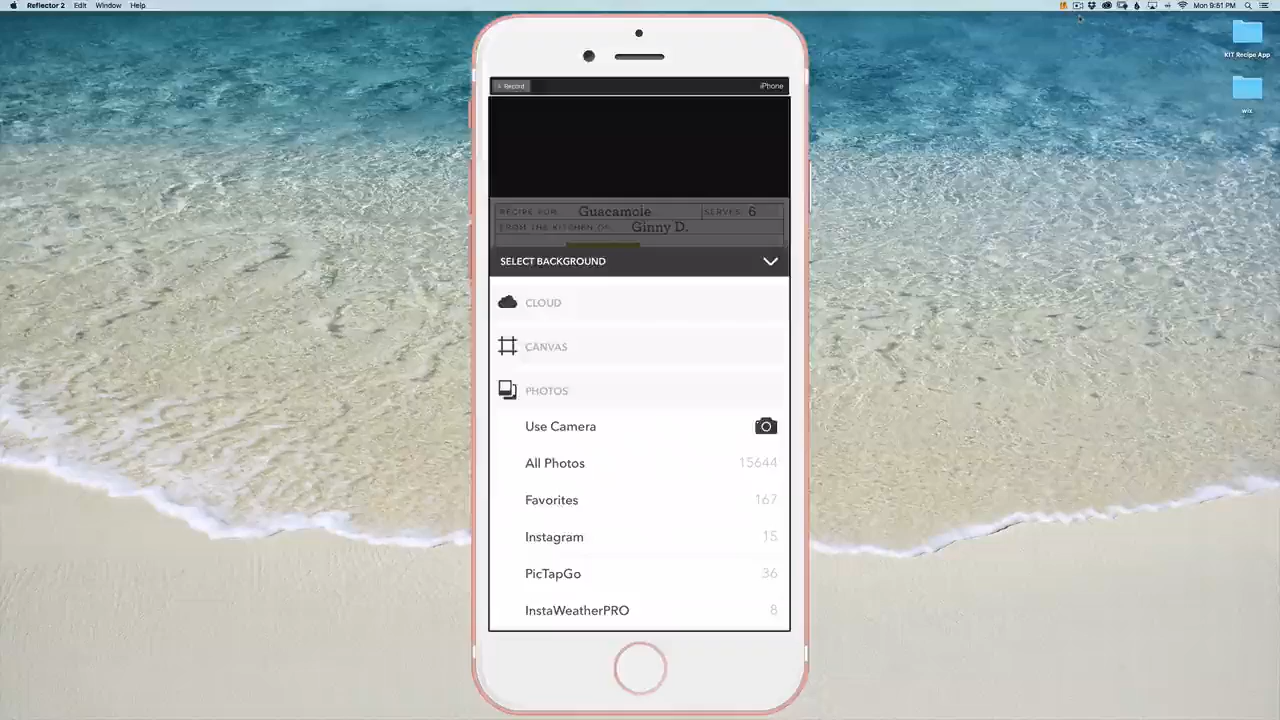 Reflector 2 Edit Window Help
Mon 9:51 PM
KIT Recipe App
wix
Record
iPhone
RECIPE FOR: Guacamole SERVES: 6
FROM THE KITCHEN OF: Ginny D.
SELECT BACKGROUND
CLOUD
CANVAS
PHOTOS
Use Camera
All Photos 15644
Favorites 167
Instagram 15
PicTapGo 36
InstaWeatherPRO 8